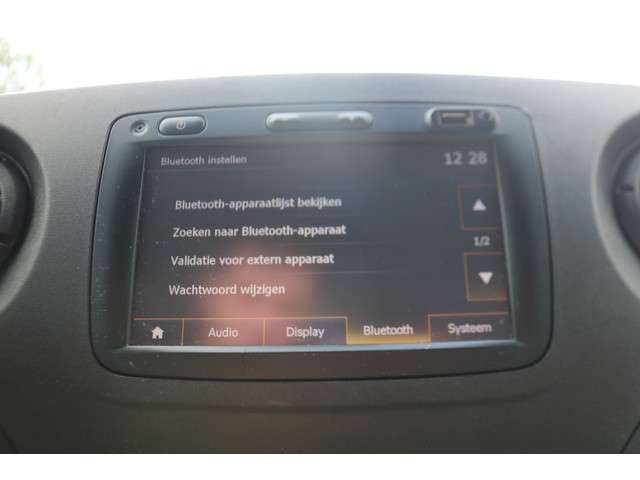 Bluetooth instellen 12 28
Bluetooth-apparaatlijst bekijken
Zoeken naar Bluetooth-apparaat
1/2
Validatie voor extern apparaat
Wachtwoord wijzigen
Audio Display Bluetooth Systeem